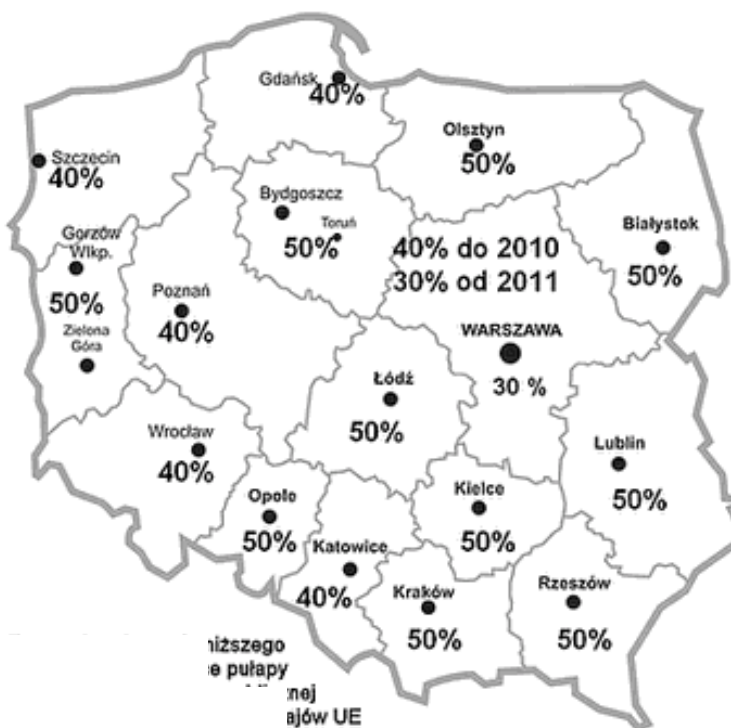 Gdańsk
40%
Olsztyn
50%
Szczecin
40%
Bydgoszcz
Toruń
50%
Białystok
50%
40% do 2010
30% od 2011
Gorzów
Wlkp.
50%
Zielona
Góra
Poznań
40%
WARSZAWA
30 %
Łódź
50%
Wrocław
40%
Lublin
50%
Opole
50%
Kielce
50%
Katowice
40%
Kraków
50%
Rzeszów
50%
pułapy
UE